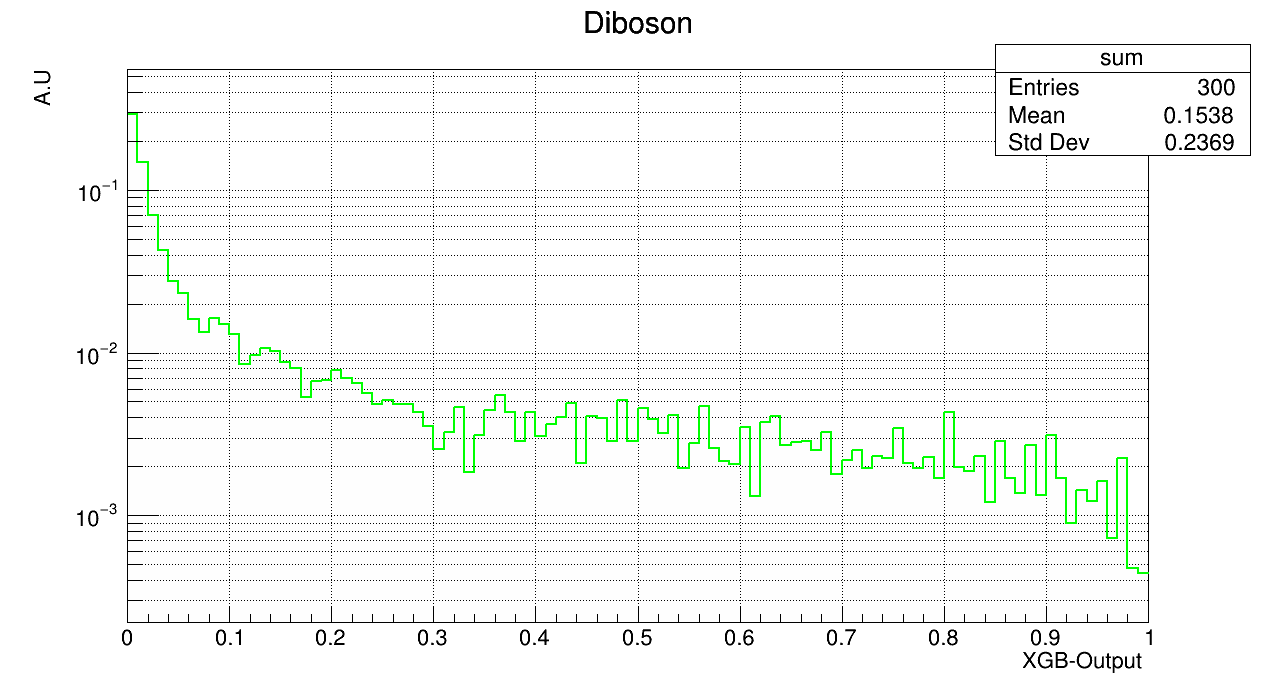 Diboson
A.U
sum
Entries 300
Mean 0.1538
Std Dev 0.2369
10⁻¹
10⁻²
10⁻³
0 0.1 0.2 0.3 0.4 0.5 0.6 0.7 0.8 0.9 1
XGB-Output